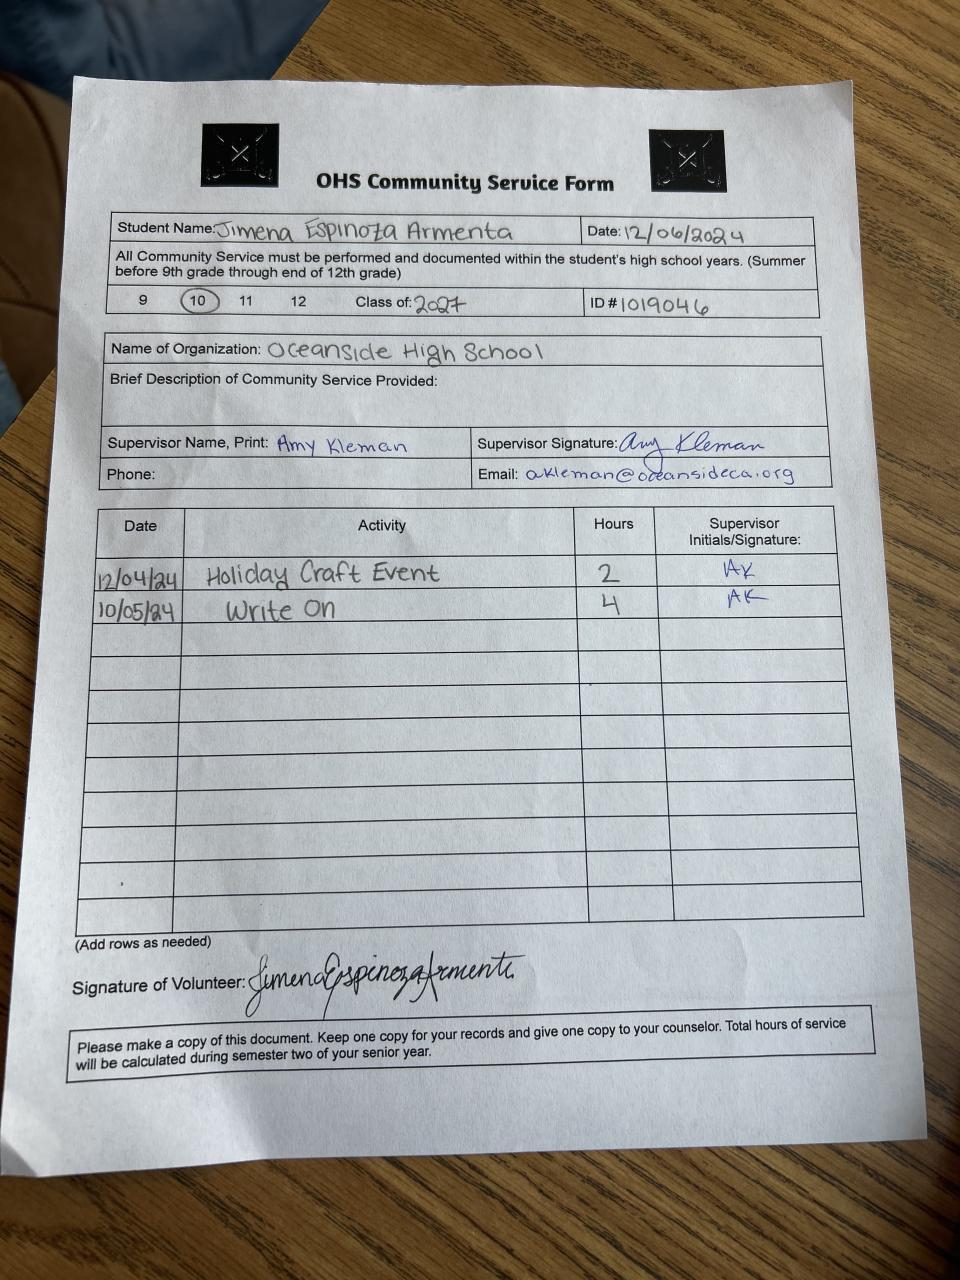 OHS Community Service Form
Student Name: Jimena Espinoza Armenta Date: 12/06/2024
All Community Service must be performed and documented within the student's high school years. (Summer
before 9th grade through end of 12th grade)
9 10 11 12 Class of: 2027 ID # 1019046
Name of Organization: Oceanside High School
Brief Description of Community Service Provided:
Supervisor Name, Print: Amy Kleman Supervisor Signature: Amy Kleman
Phone: Email: akleman@oceansideca.org
Date Activity Hours Supervisor
Initials/Signature:
12/04/24 Holiday Craft Event 2 AK
10/05/24 Write On 4 AK
(Add rows as needed)
Signature of Volunteer: Jimena Espinoza Armenta
Please make a copy of this document. Keep one copy for your records and give one copy to your counselor. Total hours of service
will be calculated during semester two of your senior year.